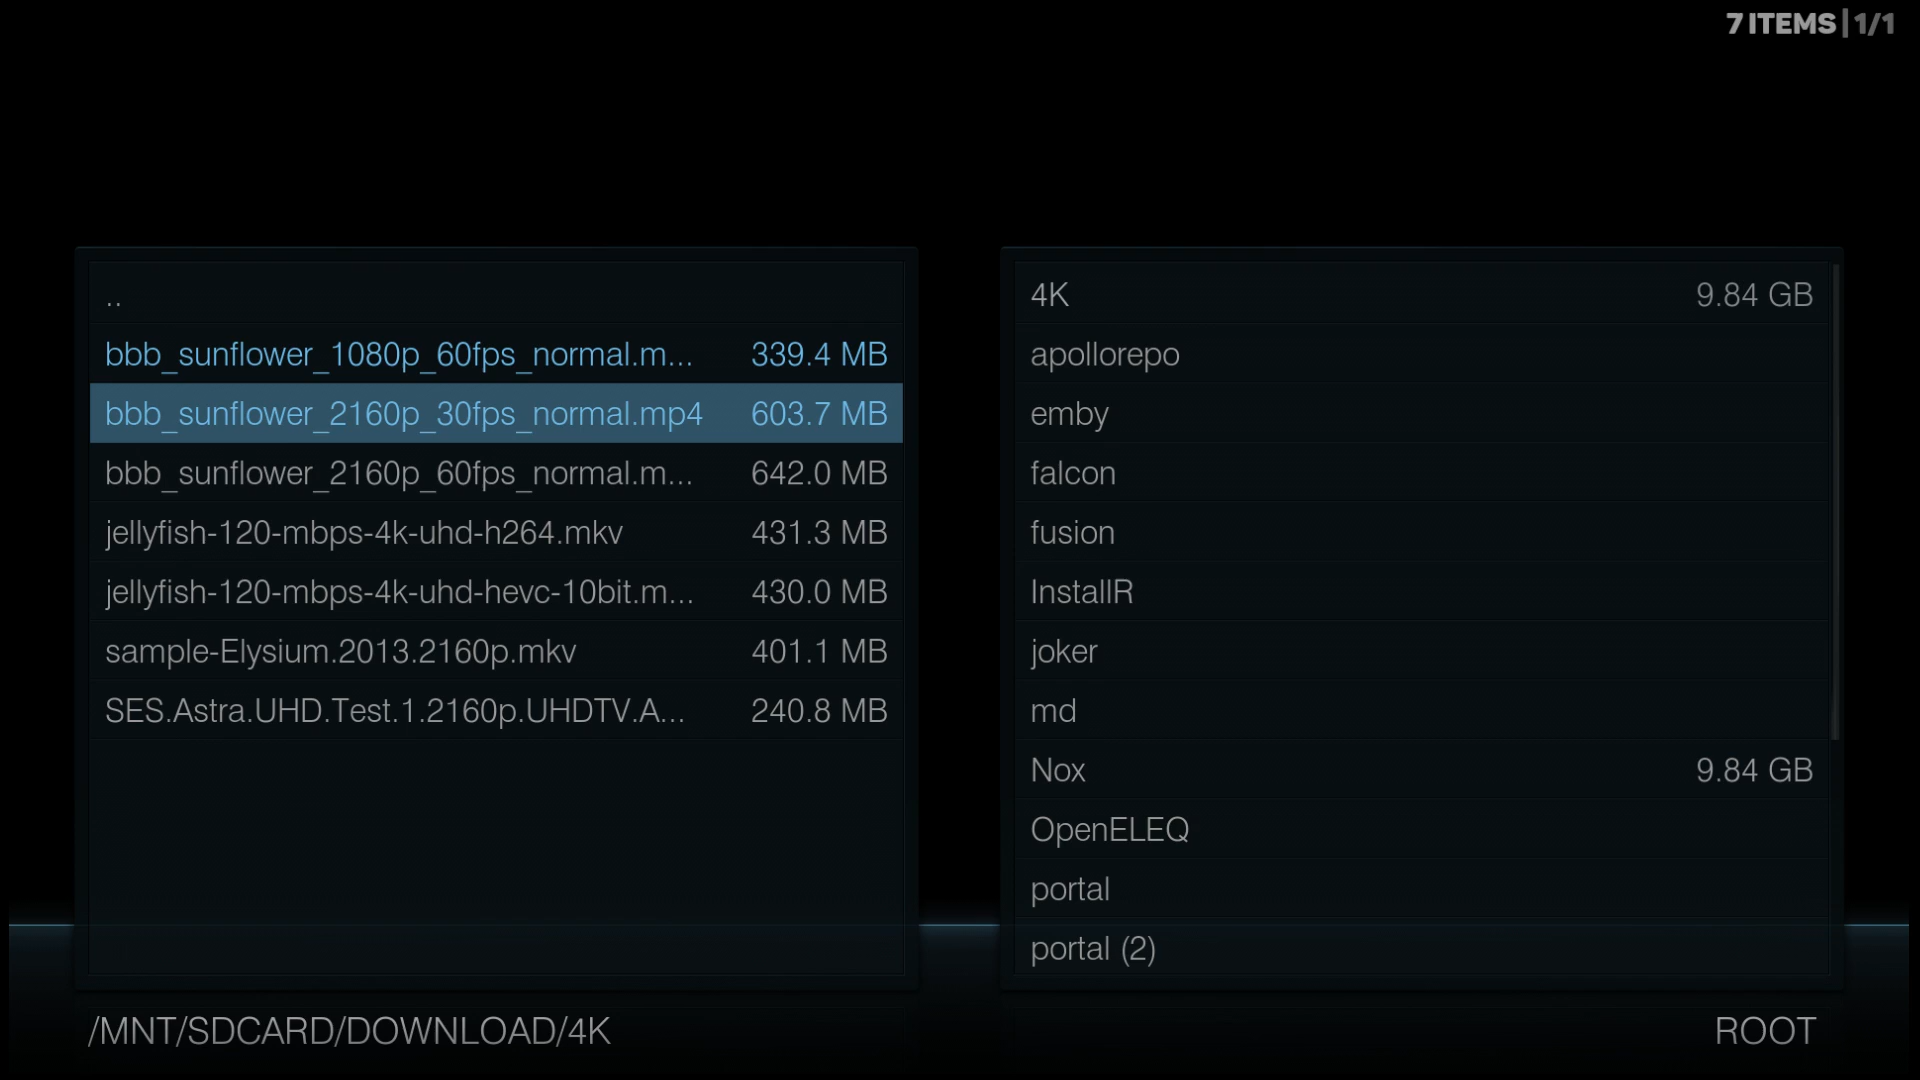 7 ITEMS|1/1
..
bbb_sunflower_1080p_60fps_normal.m... 339.4 MB
bbb_sunflower_2160p_30fps_normal.mp4 603.7 MB
bbb_sunflower_2160p_60fps_normal.m... 642.0 MB
jellyfish-120-mbps-4k-uhd-h264.mkv 431.3 MB
jellyfish-120-mbps-4k-uhd-hevc-10bit.m... 430.0 MB
sample-Elysium.2013.2160p.mkv 401.1 MB
SES.Astra.UHD.Test.1.2160p.UHDTV.A... 240.8 MB
/MNT/SDCARD/DOWNLOAD/4K
4K 9.84 GB
apollorepo
emby
falcon
fusion
InstallR
joker
md
Nox 9.84 GB
OpenELEQ
portal
portal (2)
ROOT